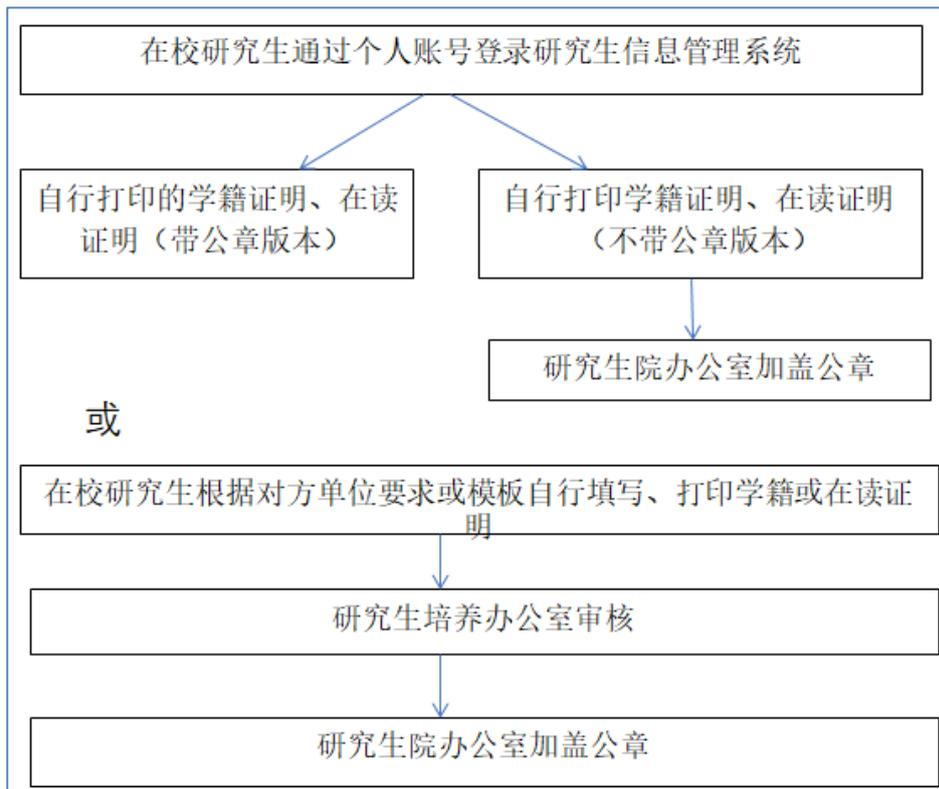 在校研究生通过个人账号登录研究生信息管理系统
自行打印的学籍证明、在读
证明（带公章版本）
自行打印学籍证明、在读证明
（不带公章版本）
研究生院办公室加盖公章
或
在校研究生根据对方单位要求或模板自行填写、打印学籍或在读证
明
研究生培养办公室审核
研究生院办公室加盖公章